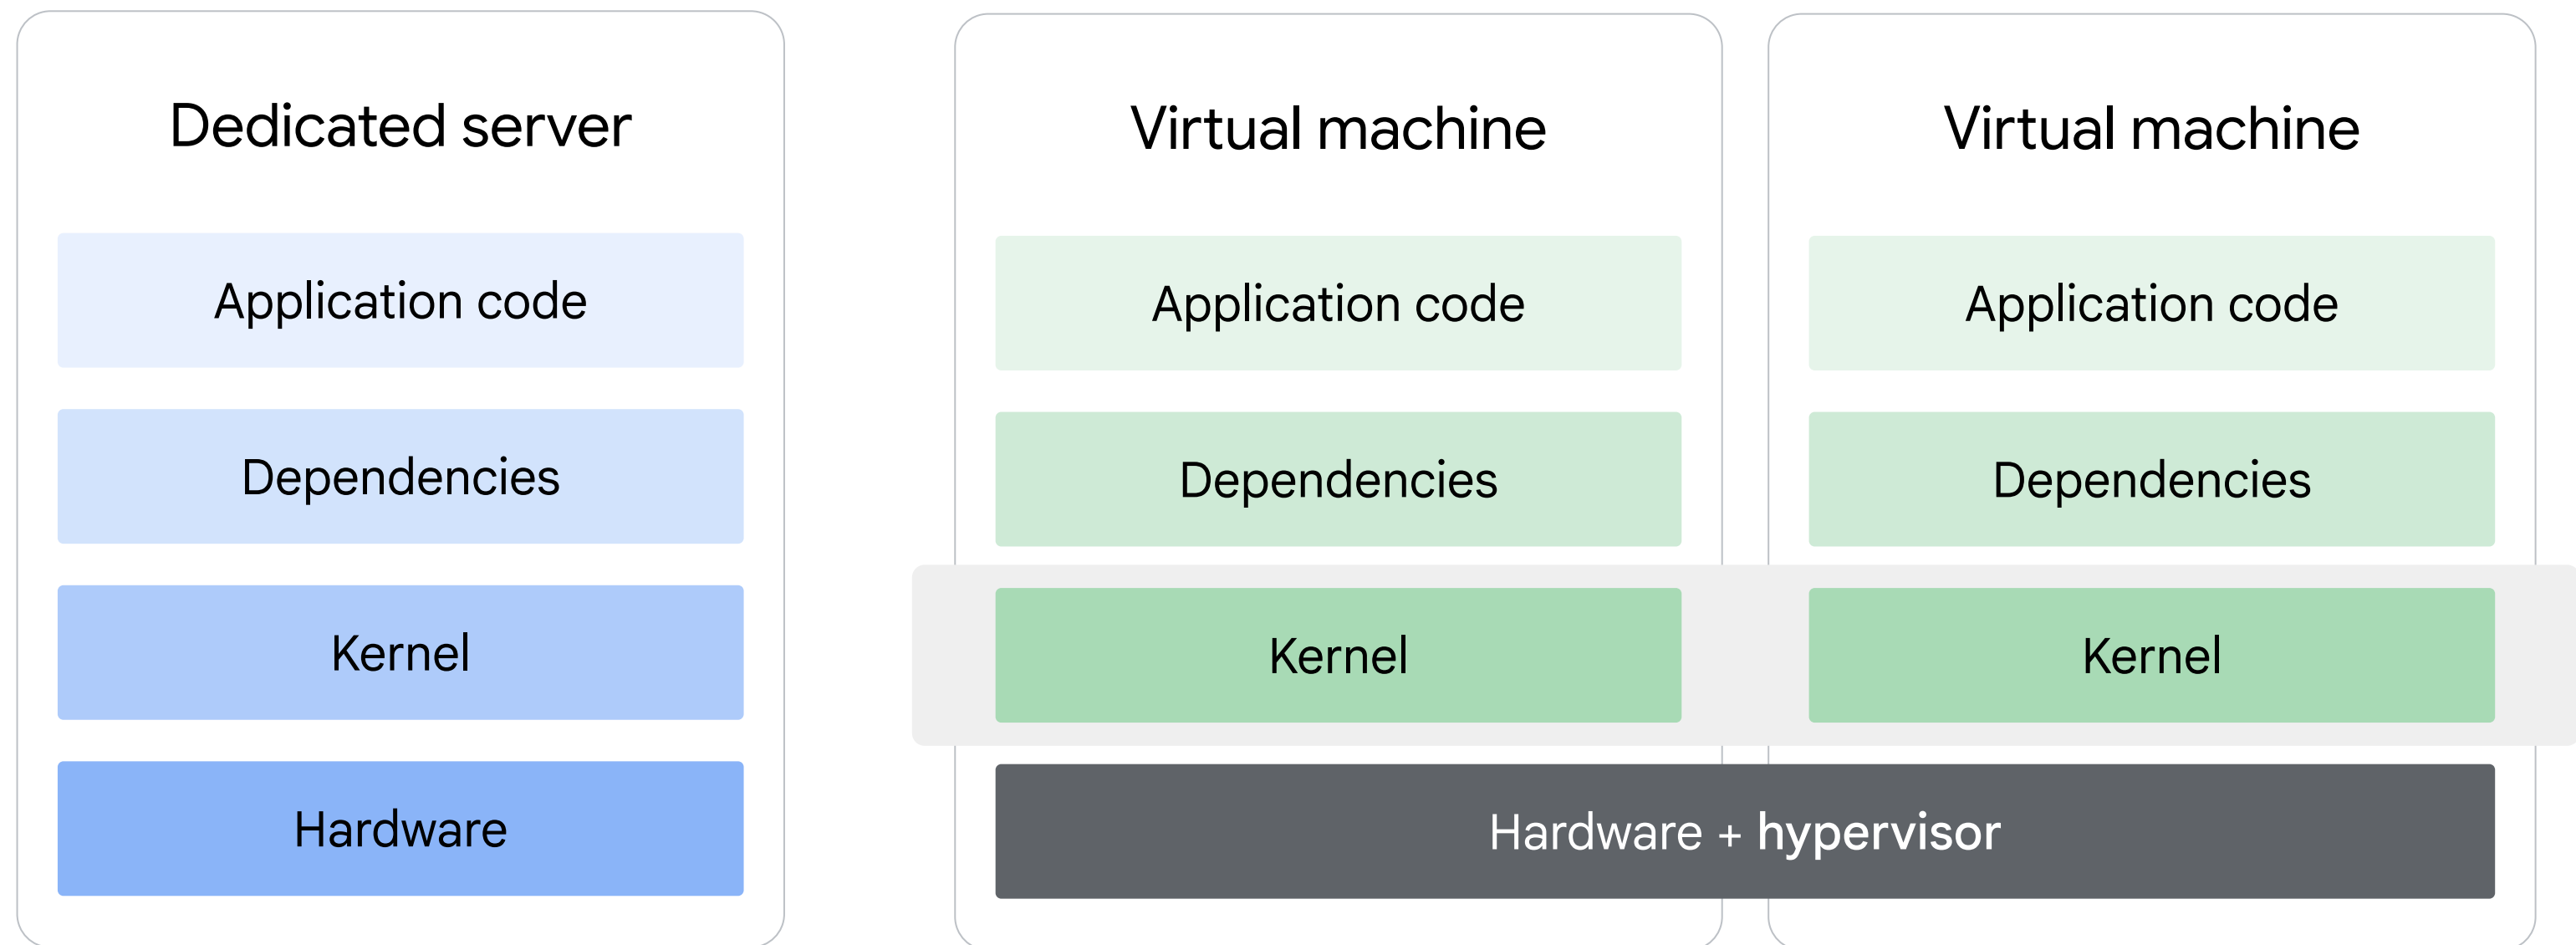 Dedicated server
Application code
Dependencies
Kernel
Hardware
Virtual machine
Application code
Dependencies
Kernel
Virtual machine
Application code
Dependencies
Kernel
Hardware + hypervisor